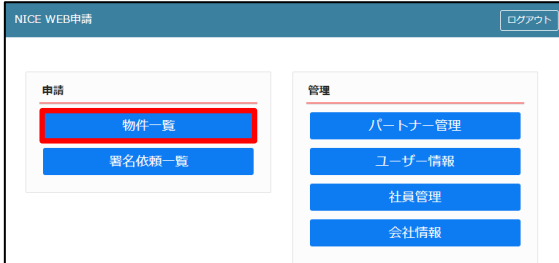 NICE WEB申請
ログアウト
申請
物件一覧
署名依頼一覧
管理
パートナー管理
ユーザー情報
社員管理
会社情報